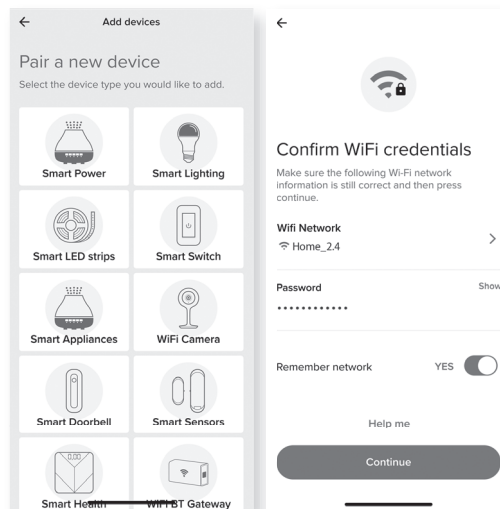 Add devices
Pair a new device
Select the device type you would like to add.
Smart Power
Smart Lighting
Smart LED strips
Smart Switch
Smart Appliances
WiFi Camera
Smart Doorbell
Smart Sensors
0.00
Smart Health
WIFI BT Gateway
Confirm WiFi credentials
Make sure the following Wi-Fi network
information is still correct and then press
continue.
Wifi Network
Home_2.4
Password
Show
Remember network
YES
Help me
Continue